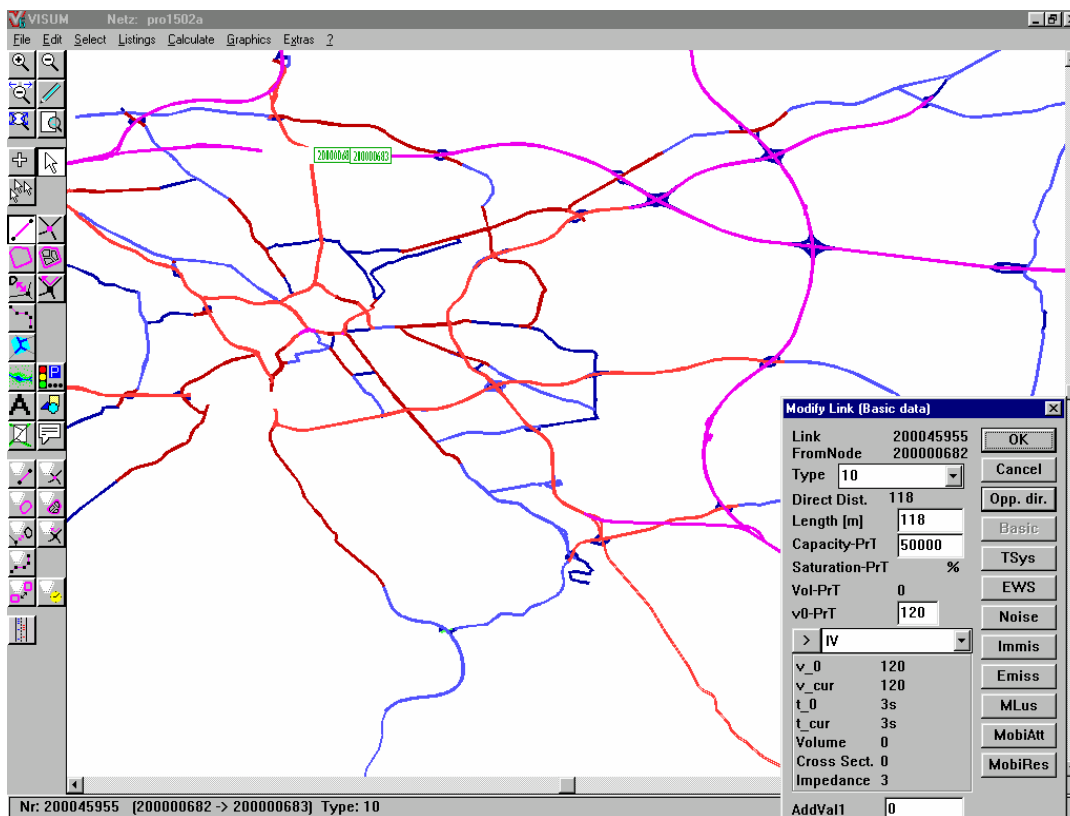 VISUM Netz: pro1502a
File Edit Select Listings Calculate Graphics Extras ?
200000683
Modify Link (Basic data)
Link 200045955
FromNode 200000682
Type 10
Direct Dist. 118
Length [m] 118
Capacity-PrT 50000
Saturation-PrT %
Vol-PrT 0
v0-PrT 120
> IV
v_0 120
v_cur 120
t_0 3s
t_cur 3s
Volume 0
Cross Sect. 0
Impedance 3
AddVal1 0
OK
Cancel
Opp. dir.
Basic
TSys
EWS
Noise
Immis
Emiss
MLus
MobiAtt
MobiRes
Nr: 200045955 (200000682 -> 200000683) Type: 10